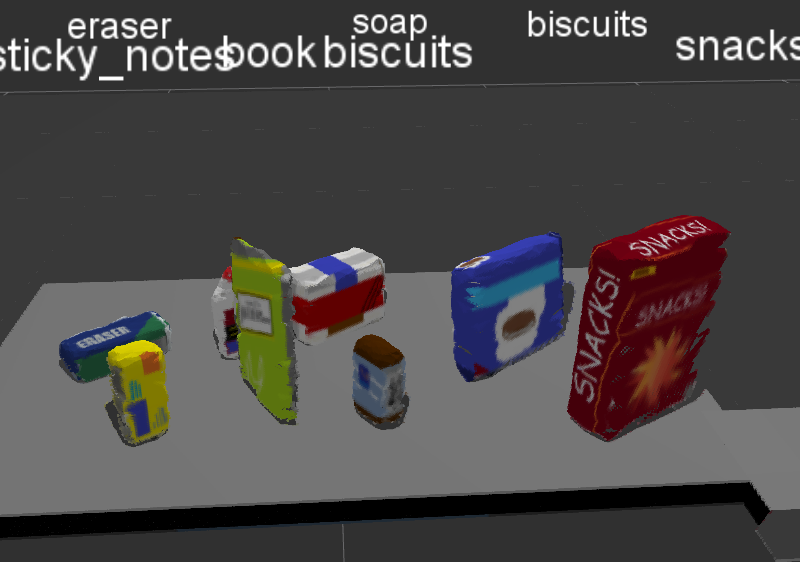 eraser
soap
biscuits
sticky_notes
book
biscuits
snacks
SNACKS!
SNACKS!
SNACKS!
ERASER